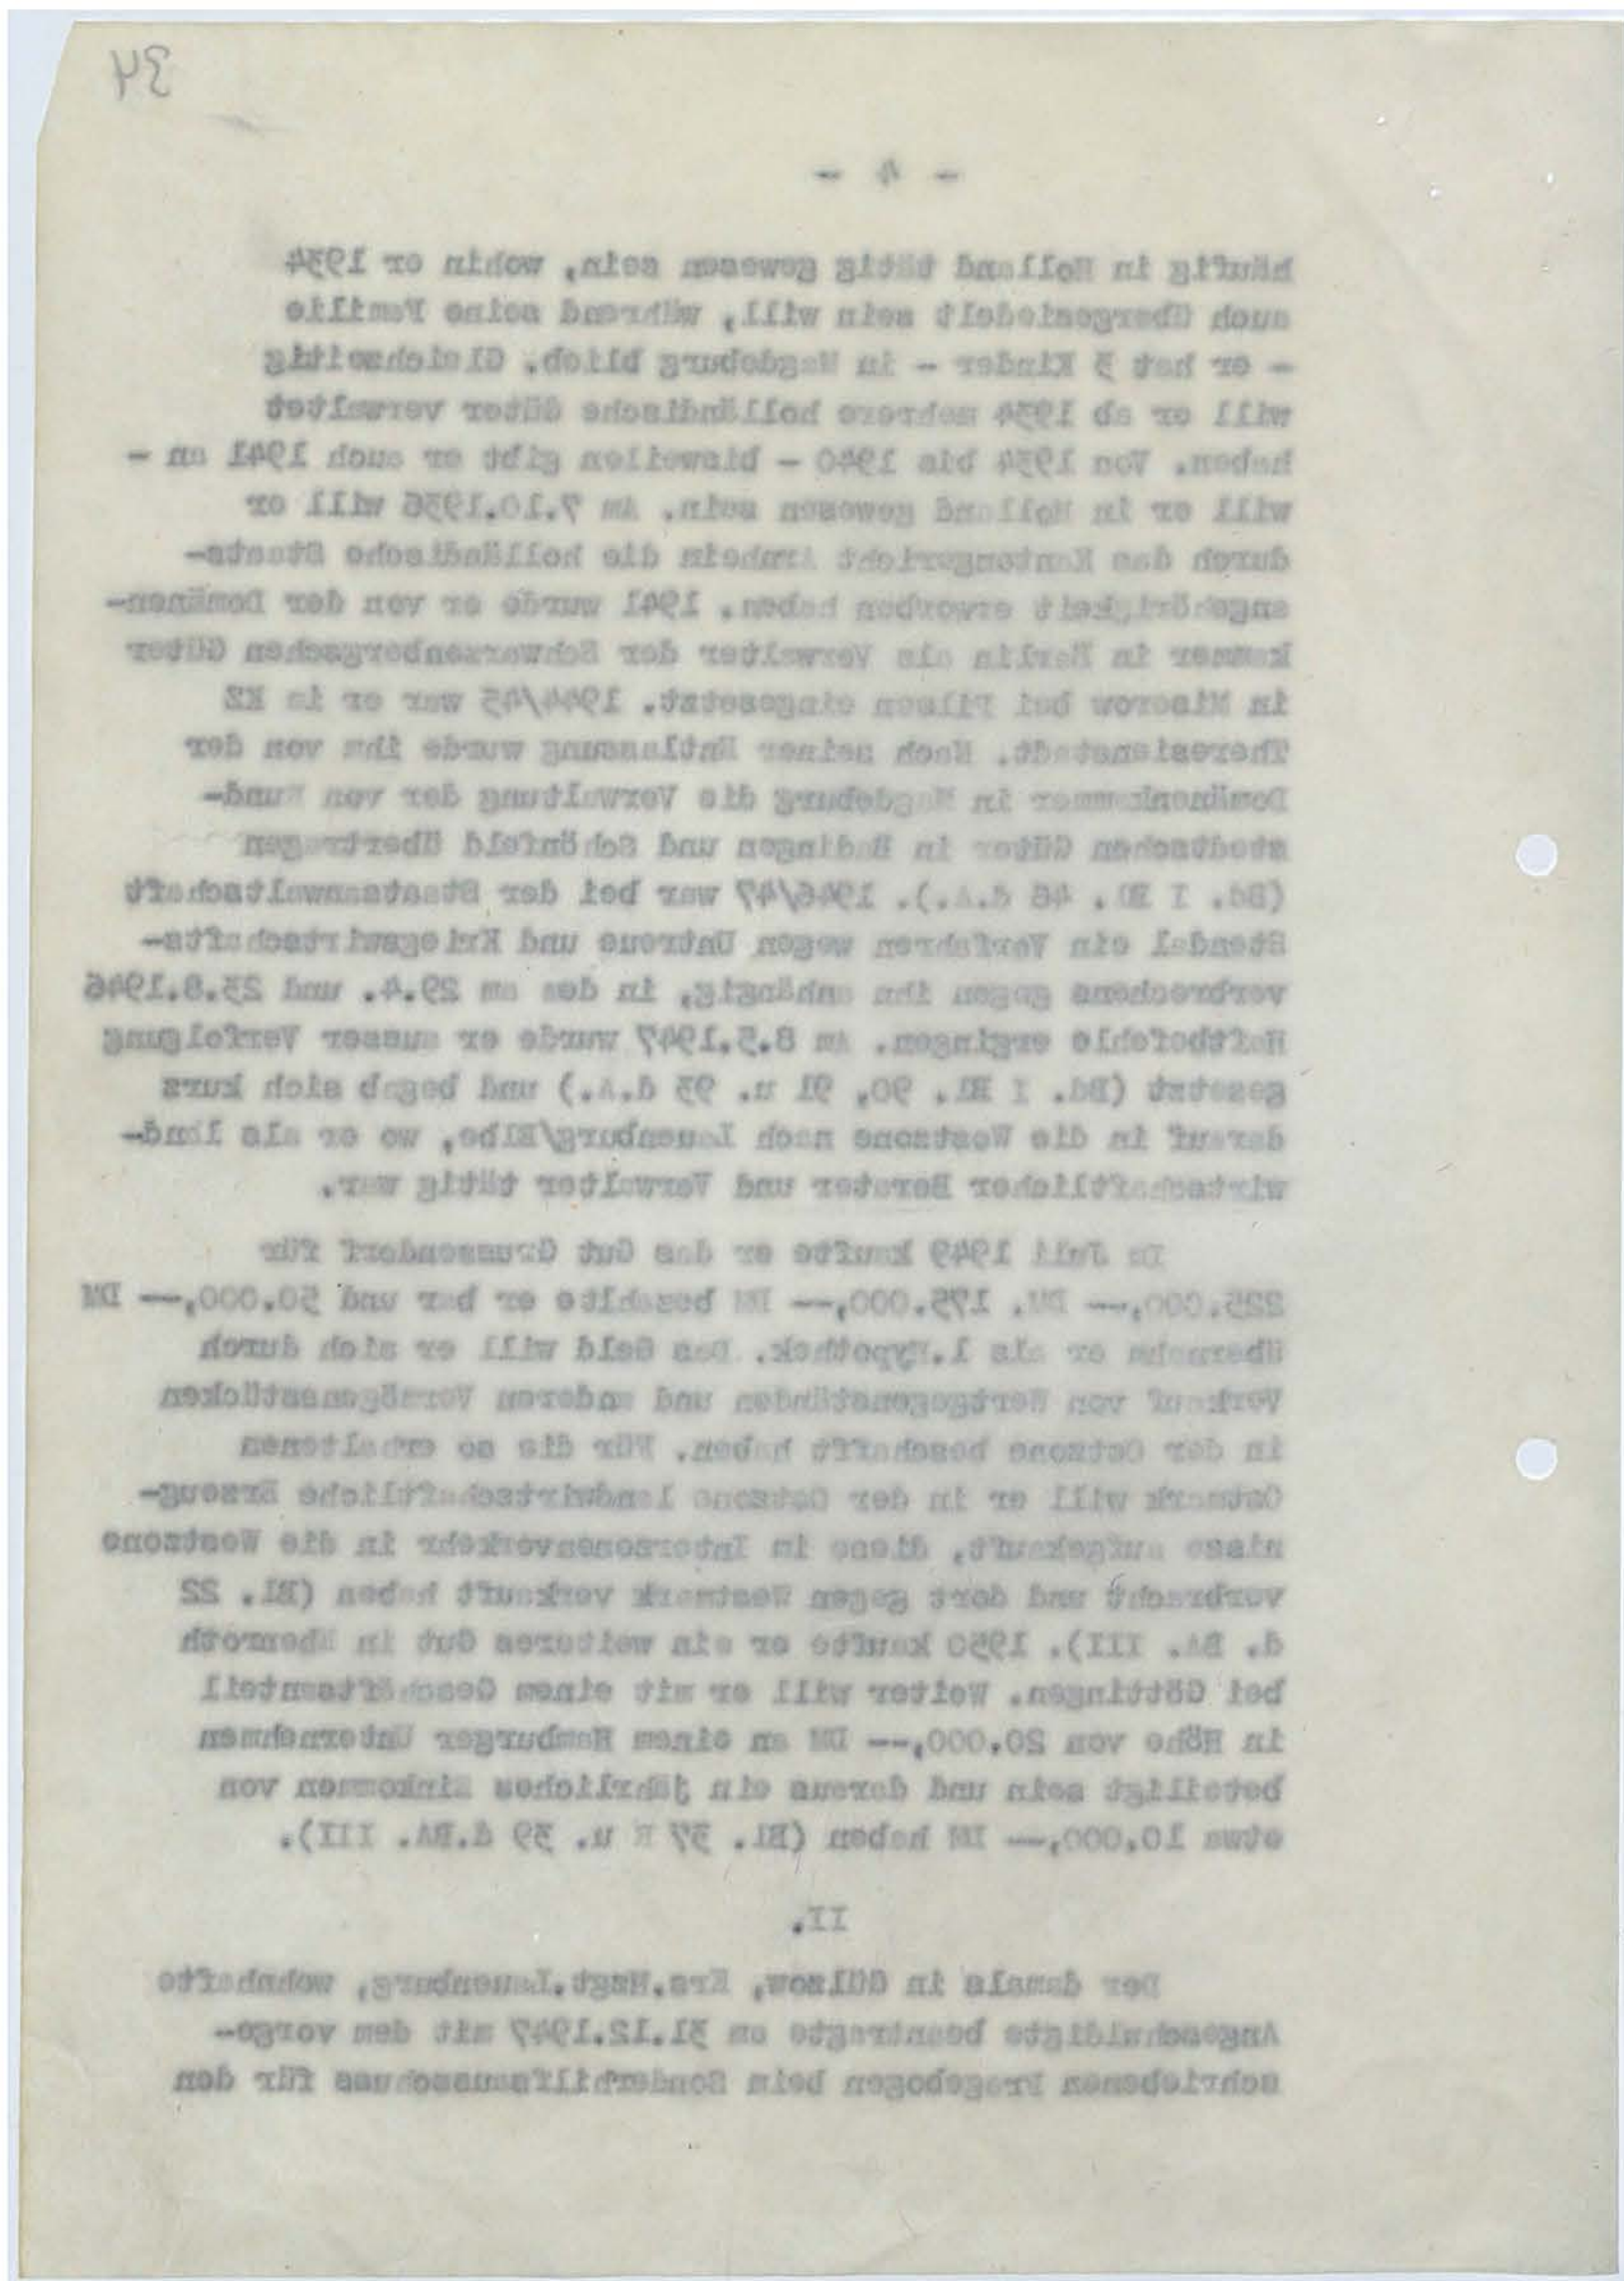 34
- 4 -
häufig in Holland tätig gewesen sein, wohin er 1934
auch übergesiedelt sein will, während seine Familie
- er hat 3 Kinder - in Magdeburg blieb. Gleichzeitig
will er ab 1934 mehrere holländische Güter verwaltet
haben. Von 1934 bis 1940 - bisweilen gibt er auch 1941 an -
will er in Holland gewesen sein. Am 7.10.1936 will er
durch das Kantongericht Arnheim die holländische Staats-
angehörigkeit erworben haben. 1941 wurde er von der Domänen-
kammer in Berlin als Verwalter der Schwarzenbergschen Güter
in Miserow bei Pilsen eingesetzt. 1944/45 war er im KZ
Theresienstadt. Nach seiner Entlassung wurde ihm von der
Domänenkammer in Magdeburg die Verwaltung der von Rund-
stedtschen Güter in Badingen und Schönfeld übertragen
(Bd. I Bl. 46 d.A.). 1946/47 war bei der Staatsanwaltschaft
Stendal ein Verfahren wegen Untreue und Kriegswirtschafts-
verbrechens gegen ihn anhängig, in dem am 29.4. und 23.8.1946
Haftbefehle ergingen. Am 8.5.1947 wurde er ausser Verfolgung
gesetzt (Bd. I Bl. 90, 91 u. 93 d.A.) und begab sich kurz
darauf in die Westzone nach Lauenburg/Elbe, wo er als land-
wirtschaftlicher Berater und Verwalter tätig war.
Im Juli 1949 kaufte er das Gut Grussendorf für
225.000,-- DM. 175.000,-- DM bezahlte er bar und 50.000,-- DM
übernahm er als 1.Hypothek. Das Geld will er sich durch
Verkauf von Wertgegenständen und anderen Vermögensstücken
in der Ostzone beschafft haben. Für die so erhaltenen
Ostmark will er in der Ostzone landwirtschaftliche Erzeug-
nisse aufgekauft, diese im Interzonenverkehr in die Westzone
verbracht und dort gegen Westmark verkauft haben (Bl. 22
d. BA. III). 1950 kaufte er ein weiteres Gut in
bei Göttingen. Weiter will er mit einem Geschäftsanteil
in Höhe von 20.000,-- DM an einem Hamburger Unternehmen
beteiligt sein und daraus ein jährliches Einkommen von
etwa 10.000,-- DM haben (Bl. 37 R u. 39 d.BA. III).
II.
Der damals in Gülzow, Krs.Hzgt.Lauenburg, wohnhafte
Angeschuldigte beantragte am 31.12.1947 mit dem vorge-
schriebenen Fragebogen beim Sonderhilfsausschuss für den